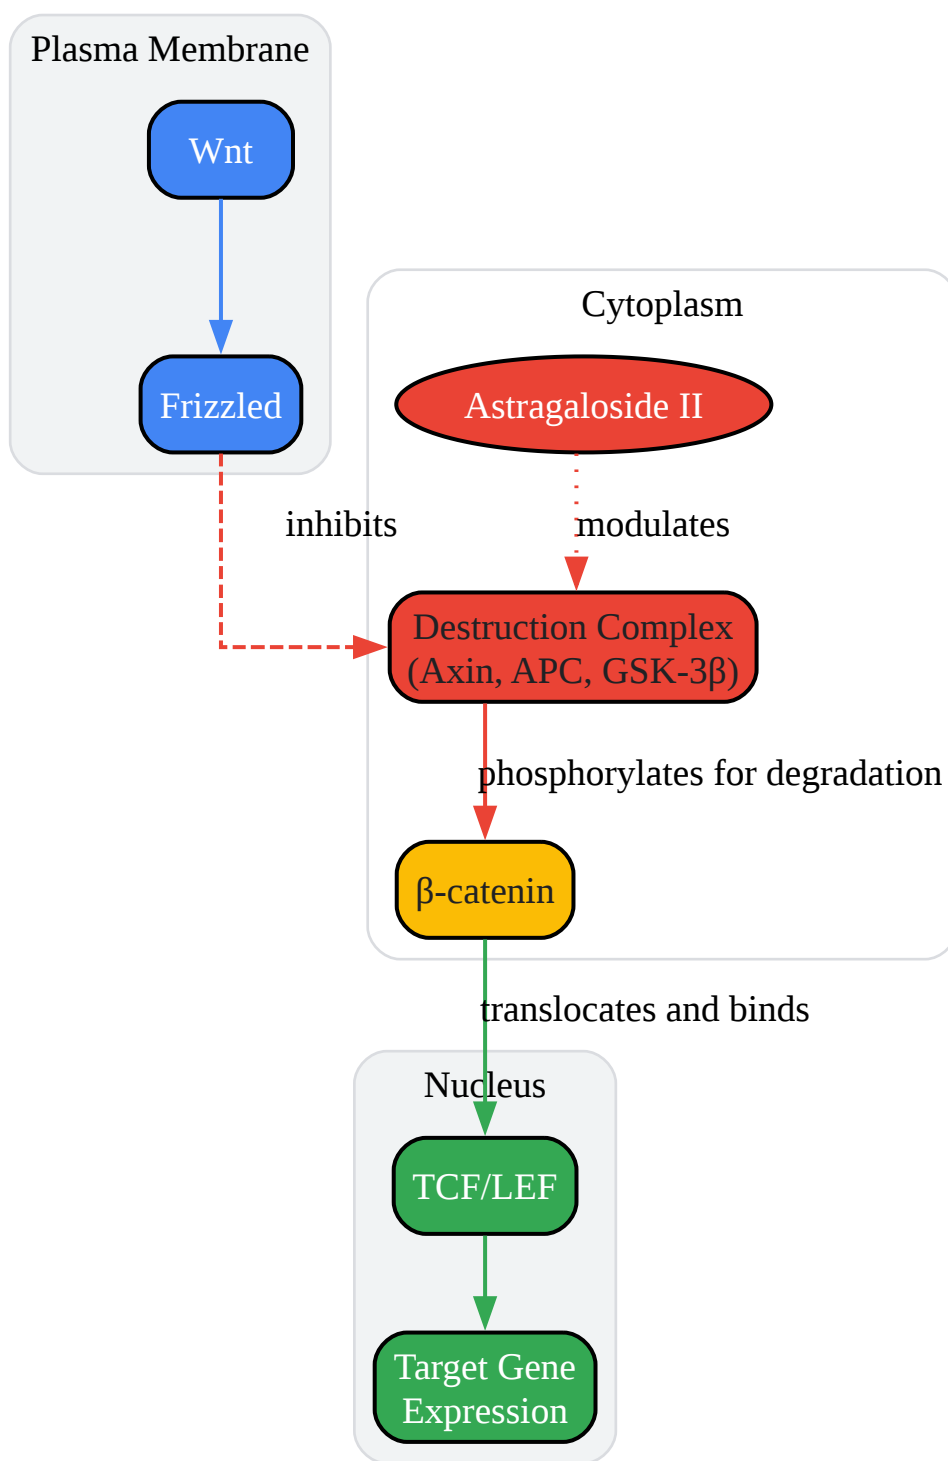 Plasma Membrane
Wnt
Cytoplasm
Frizzled
Astragaloside II
inhibits
modulates
Destruction Complex
(Axin, APC, GSK-3β)
phosphorylates for degradation
β-catenin
translocates and binds
Nucleus
TCF/LEF
Target Gene
Expression